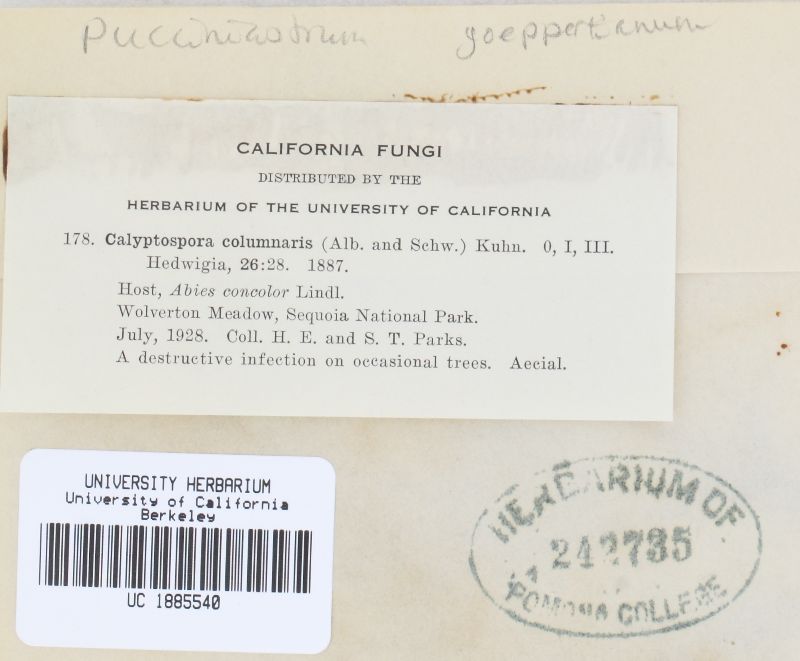 Pucciniastrum goeppertianum
CALIFORNIA FUNGI
DISTRIBUTED BY THE
HERBARIUM OF THE UNIVERSITY OF CALIFORNIA
178. Calyptospora columnaris (Alb. and Schw.) Kuhn. 0, I, III.
Hedwigia, 26:28. 1887.
Host, Abies concolor Lindl.
Wolverton Meadow, Sequoia National Park.
July, 1928. Coll. H. E. and S. T. Parks.
A destructive infection on occasional trees. Aecial.
UNIVERSITY HERBARIUM
University of California
Berkeley
UC 1885540
HERBARIUM OF
242735
POMONA COLLEGE